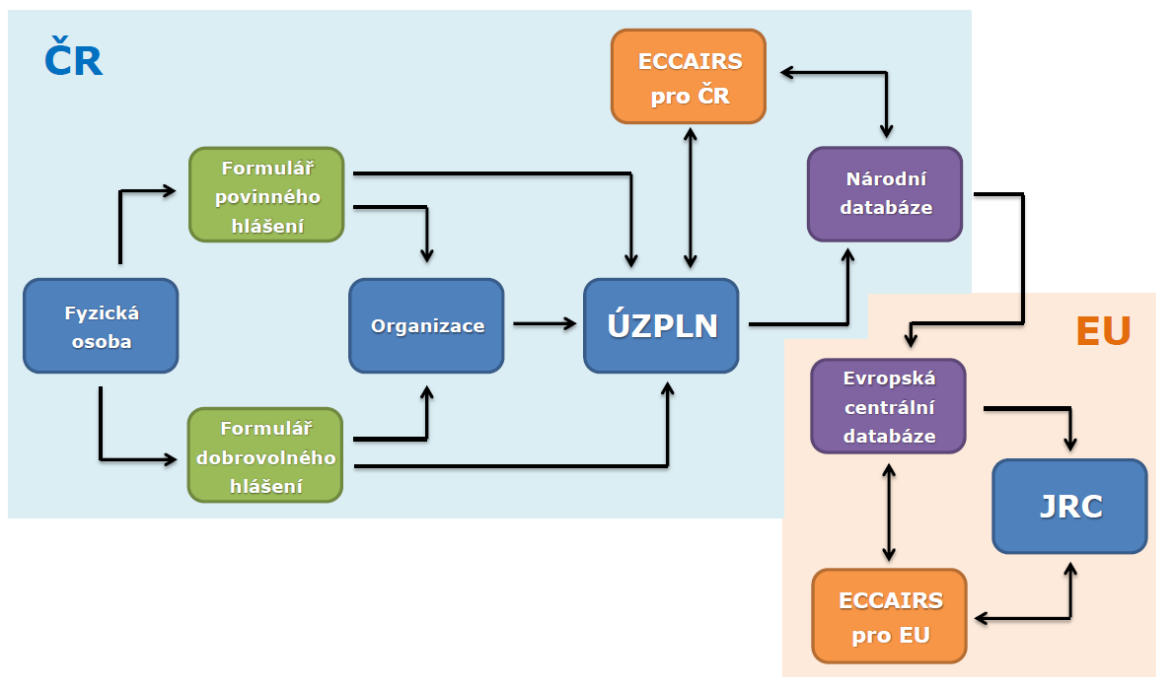 ČR
ECCAIRS
pro ČR
Formulář
povinného
hlášení
Národní
databáze
Fyzická
osoba
Organizace
ÚZPLN
EU
Evropská
centrální
databáze
Formulář
dobrovolného
hlášení
JRC
ECCAIRS
pro EU